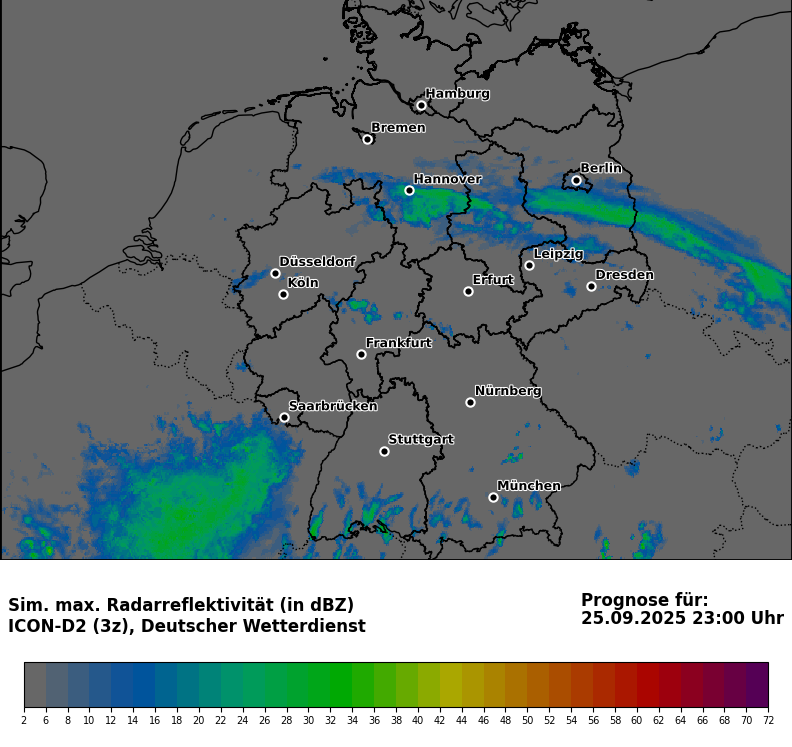 Hamburg
Bremen
Berlin
Hannover
Leipzig
Düsseldorf
Dresden
Köln
Erfurt
Frankfurt
Nürnberg
Saarbrücken
Stuttgart
München
Sim. max. Radarreflektivität (in dBZ)
ICON-D2 (3z), Deutscher Wetterdienst
Prognose für:
25.09.2025 23:00 Uhr
2 6 8 10 12 14 16 18 20 22 24 26 28 30 32 34 36 38 40 42 44 46 48 50 52 54 56 58 60 62 64 66 68 70 72